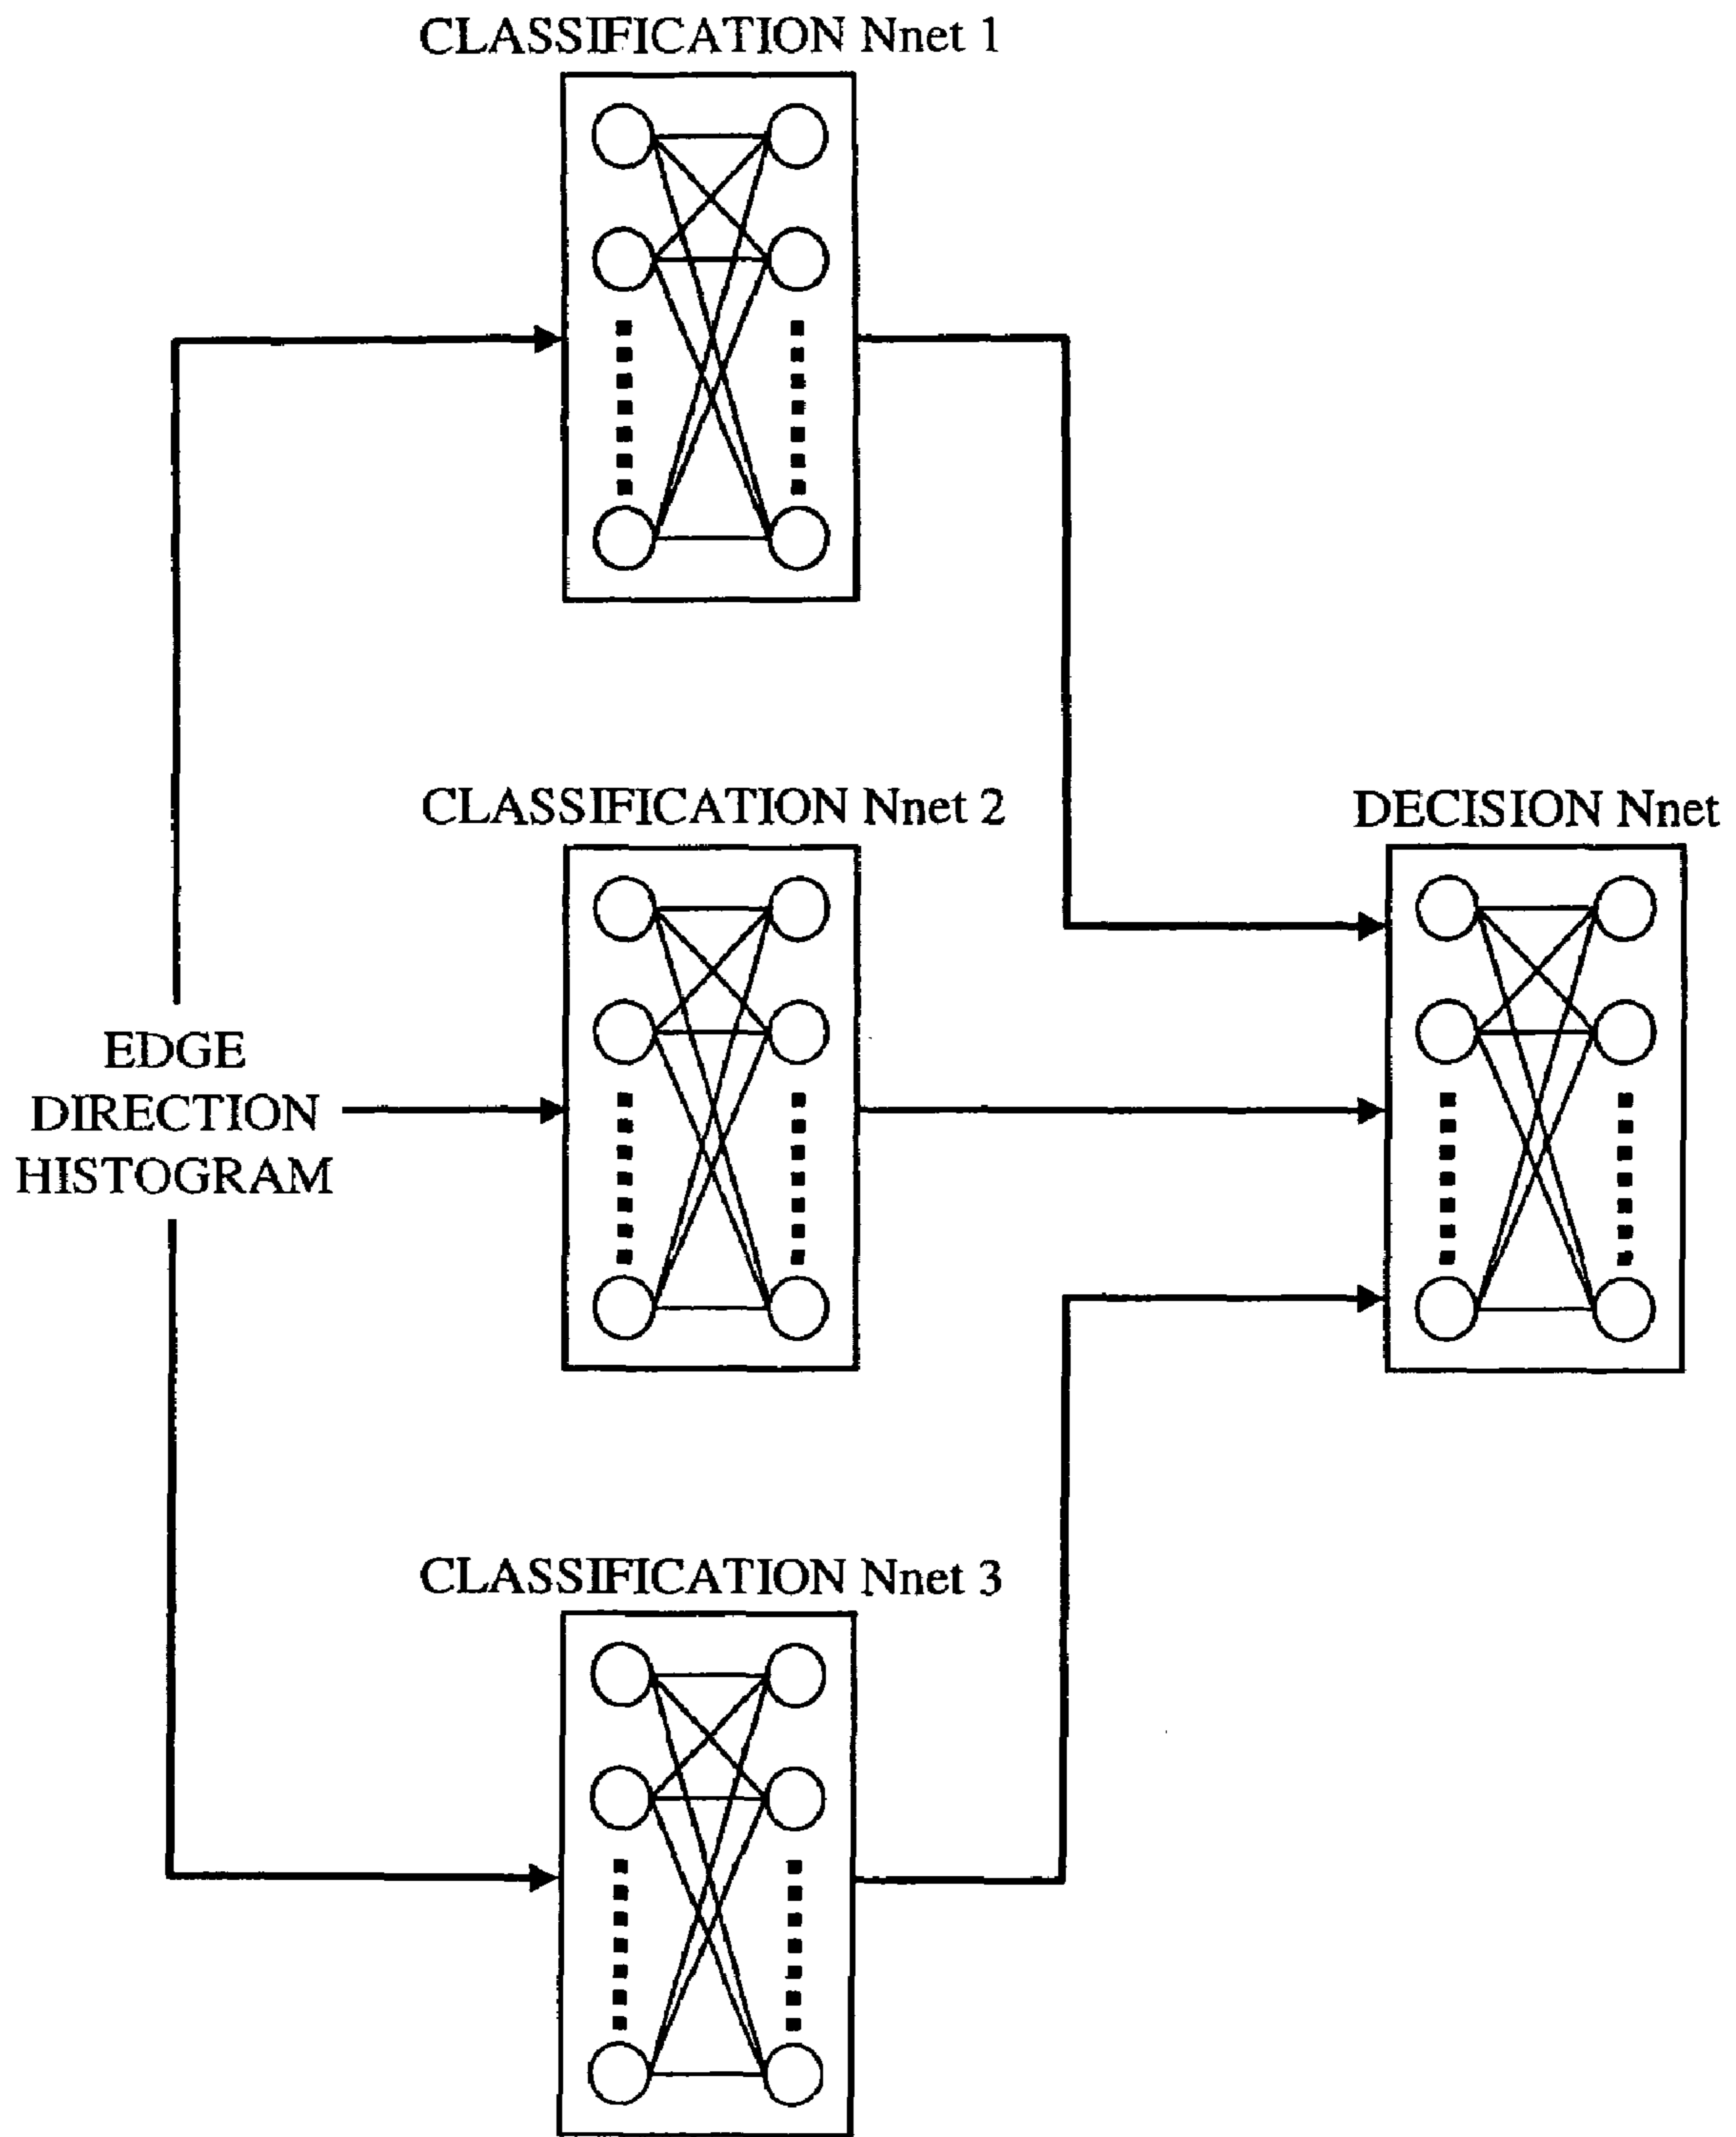 CLASSIFICATION Nnet 1
CLASSIFICATION Nnet 2
DECISION Nnet
EDGE
DIRECTION
HISTOGRAM
CLASSIFICATION Nnet 3